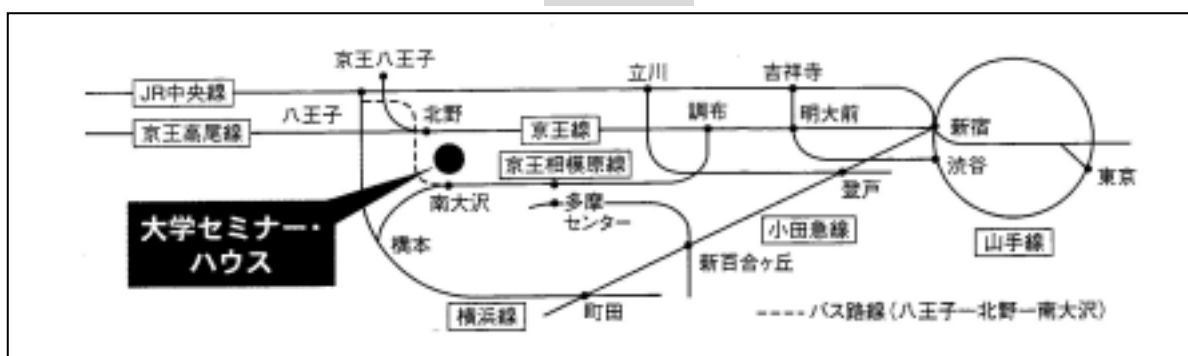 京王八王子
立川
吉祥寺
JR中央線
八王子
北野
調布
明大前
新宿
京王高尾線
京王線
京王相模原線
渋谷
東京
南大沢
多摩
センター
登戸
大学セミナー・
ハウス
橋本
小田急線
山手線
新百合ヶ丘
横浜線
町田
バス路線(八王子ー北野ー南大沢)